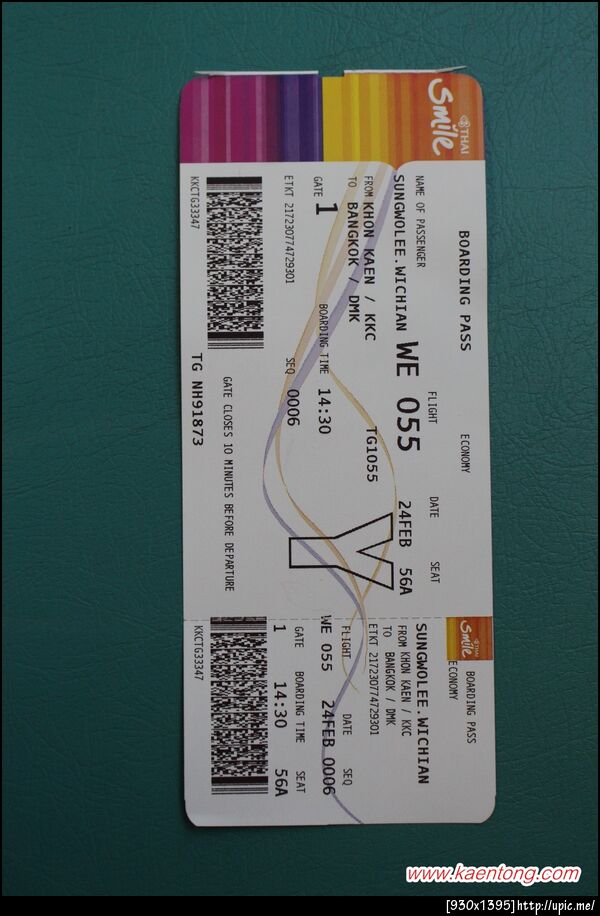 THAI
Smile
BOARDING PASS
ECONOMY
NAME OF PASSENGER
FLIGHT
DATE
SEAT
SUNGWOLEE.WICHIAN
WE 055
24FEB
56A
FROM KHON KAEN / KKC
TO BANGKOK / DMK
TG1055
Y
GATE
1
BOARDING TIME
14:30
ETKT 217230774729301
SEQ 0006
GATE CLOSES 10 MINUTES BEFORE DEPARTURE
KKCTG33347
TG NH91873
THAI
Smile
BOARDING PASS
ECONOMY
SUNGWOLEE.WICHIAN
FROM KHON KAEN / KKC
TO BANGKOK / DMK
ETKT 217230774729301
FLIGHT
DATE
SEQ
WE 055
24FEB
0006
GATE
BOARDING TIME
SEAT
1
14:30
56A
KKCTG33347
www.kaentong.com
[930x1395]http://upic.me/